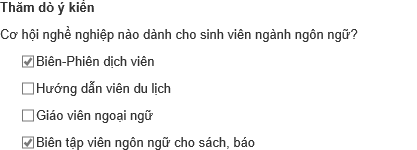 Thăm dò ý kiến
Cơ hội nghề nghiệp nào dành cho sinh viên ngành ngôn ngữ?
Biên-Phiên dịch viên
Hướng dẫn viên du lịch
Giáo viên ngoại ngữ
Biên tập viên ngôn ngữ cho sách, báo